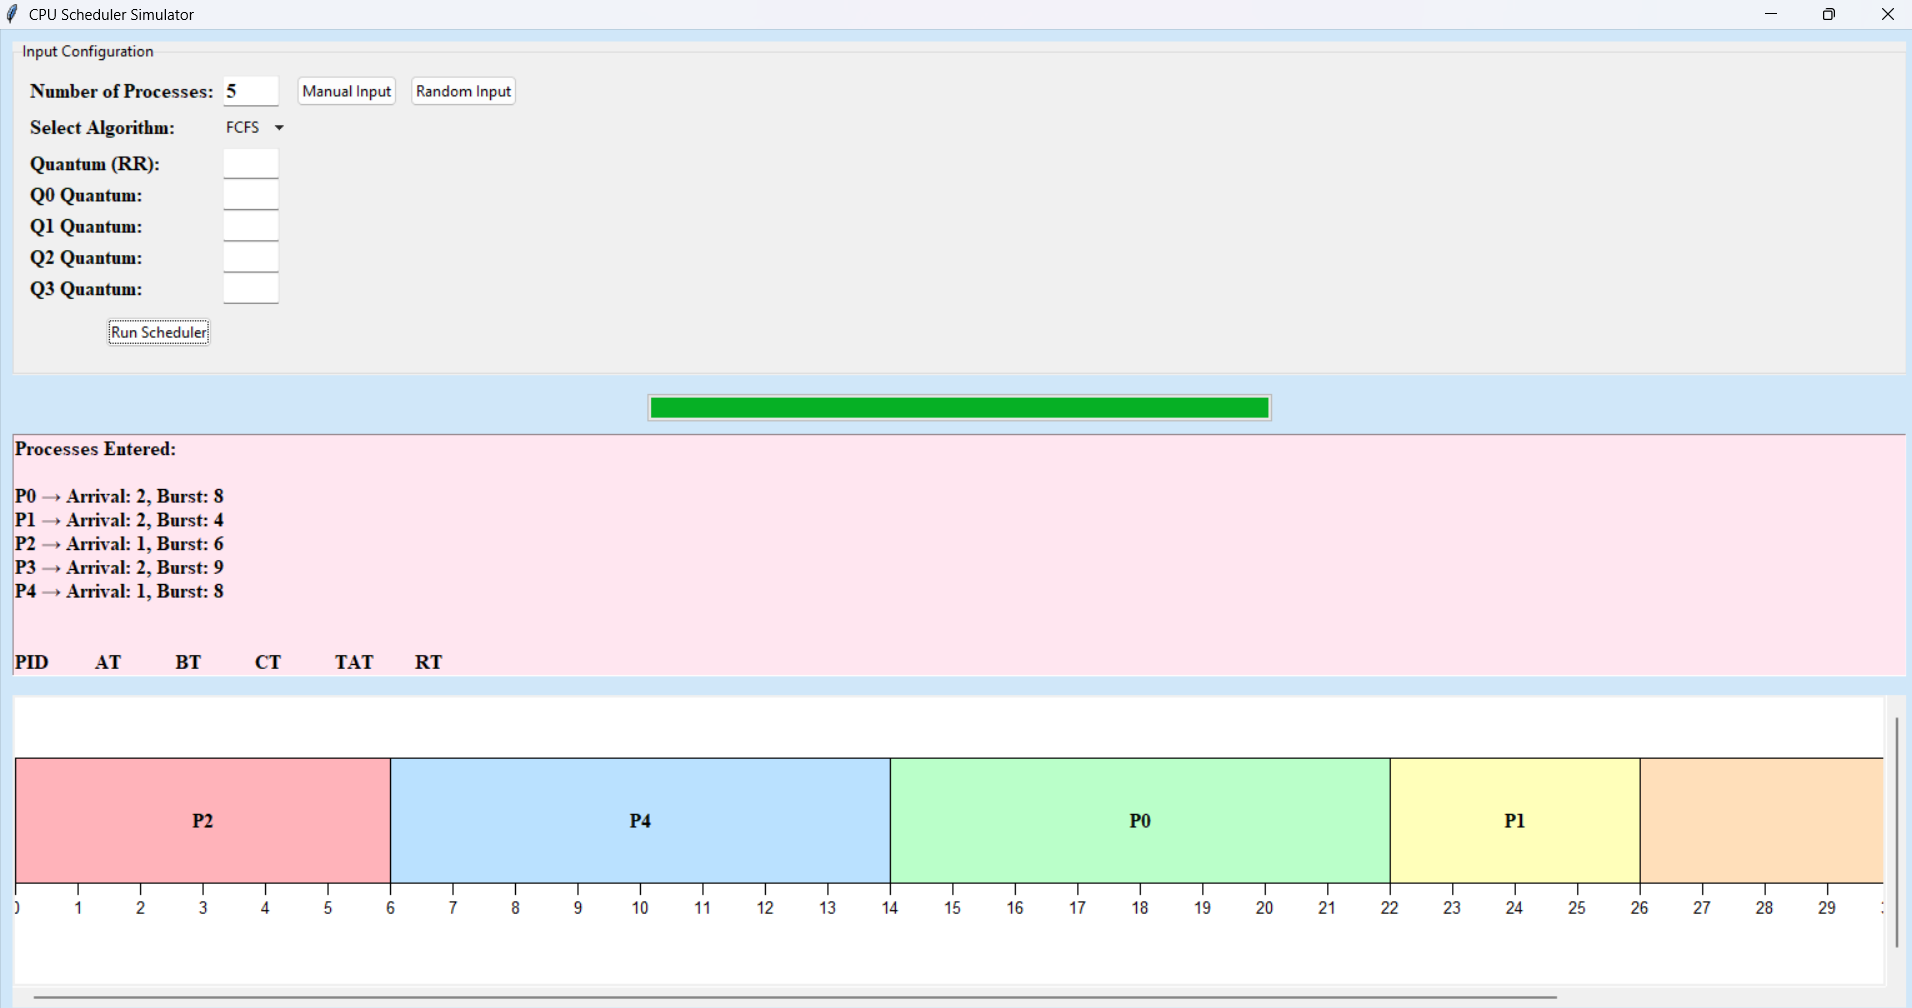 CPU Scheduler Simulator
Input Configuration
Number of Processes: 5 Manual Input Random Input
Select Algorithm: FCFS
Quantum (RR):
Q0 Quantum:
Q1 Quantum:
Q2 Quantum:
Q3 Quantum:
Run Scheduler
Processes Entered:
P0 → Arrival: 2, Burst: 8
P1 → Arrival: 2, Burst: 4
P2 → Arrival: 1, Burst: 6
P3 → Arrival: 2, Burst: 9
P4 → Arrival: 1, Burst: 8
PID AT BT CT TAT RT
P2 P4 P0 P1
1 2 3 4 5 6 7 8 9 10 11 12 13 14 15 16 17 18 19 20 21 22 23 24 25 26 27 28 29